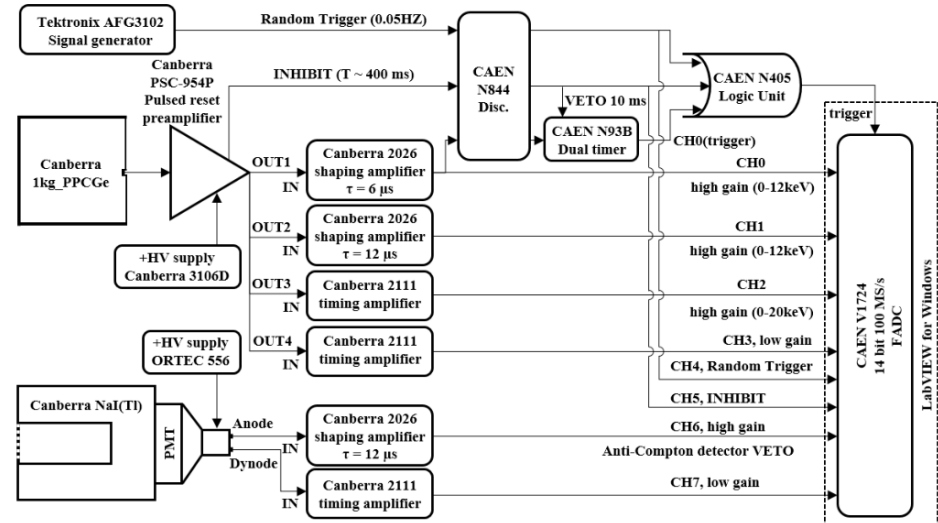 Tektronix AFG3102
Signal generator
Random Trigger (0.05HZ)
Canberra
PSC-954P
Pulsed reset
preamplifier
INHIBIT (T ~ 400 ms)
CAEN
N844
Disc.
VETO 10 ms
CAEN N93B
Dual timer
CAEN N405
Logic Unit
trigger
CH0(trigger)
Canberra
1kg_PPCGe
OUT1
IN
Canberra 2026
shaping amplifier
τ = 6 μs
CH0
high gain (0-12keV)
OUT2
IN
Canberra 2026
shaping amplifier
τ = 12 μs
CH1
high gain (0-12keV)
+HV supply
Canberra 3106D
OUT3
IN
Canberra 2111
timing amplifier
CH2
high gain (0-20keV)
OUT4
IN
Canberra 2111
timing amplifier
CH3, low gain
CH4, Random Trigger
CH5, INHIBIT
+HV supply
ORTEC 556
Canberra NaI(Tl)
PMT
Anode
IN
Dynode
IN
Canberra 2026
shaping amplifier
τ = 12 μs
CH6, high gain
Anti-Compton detector VETO
Canberra 2111
timing amplifier
CH7, low gain
CAEN V1724
14 bit 100 MS/s
FADC
LabVIEW for Windows